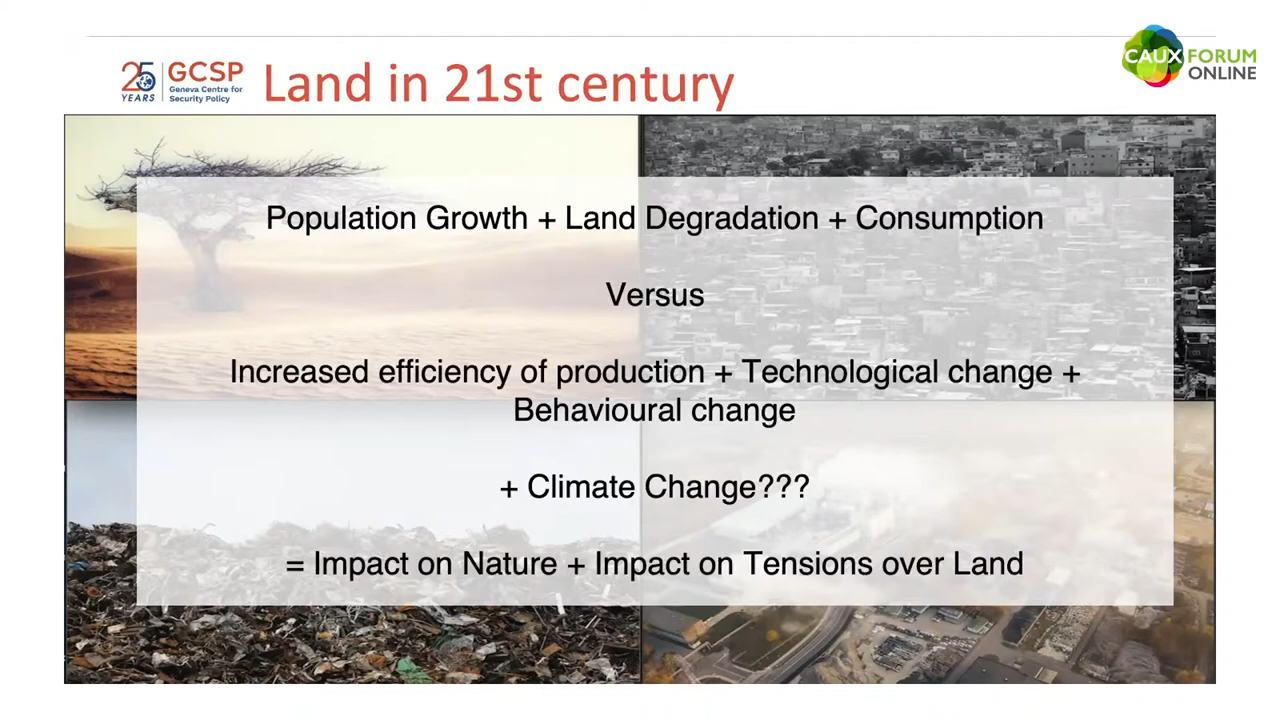 25
YEARS
GCSP
Geneva Centre for
Security Policy
Land in 21st century
CAUX FORUM
ONLINE
Population Growth + Land Degradation + Consumption
Versus
Increased efficiency of production + Technological change +
Behavioural change
+ Climate Change???
= Impact on Nature + Impact on Tensions over Land